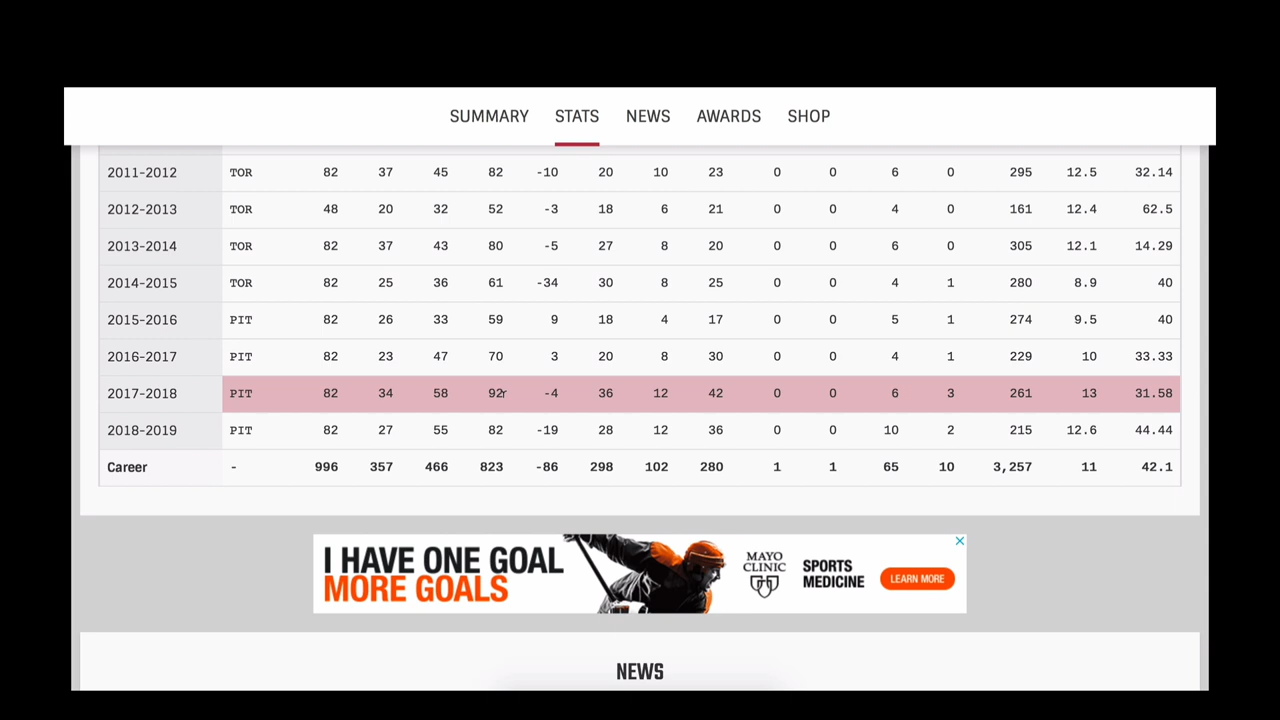 SUMMARY STATS NEWS AWARDS SHOP
2011-2012 TOR 82 37 45 82 -10 20 10 23 0 0 6 0 295 12.5 32.14
2012-2013 TOR 48 20 32 52 -3 18 6 21 0 0 4 0 161 12.4 62.5
2013-2014 TOR 82 37 43 80 -5 27 8 20 0 0 6 0 305 12.1 14.29
2014-2015 TOR 82 25 36 61 -34 30 8 25 0 0 4 1 280 8.9 40
2015-2016 PIT 82 26 33 59 9 18 4 17 0 0 5 1 274 9.5 40
2016-2017 PIT 82 23 47 70 3 20 8 30 0 0 4 1 229 10 33.33
2017-2018 PIT 82 34 58 92 -4 36 12 42 0 0 6 3 261 13 31.58
2018-2019 PIT 82 27 55 82 -19 28 12 36 0 0 10 2 215 12.6 44.44
Career - 996 357 466 823 -86 298 102 280 1 1 65 10 3,257 11 42.1
I HAVE ONE GOAL
MORE GOALS
MAYO
CLINIC
SPORTS
MEDICINE
LEARN MORE
NEWS